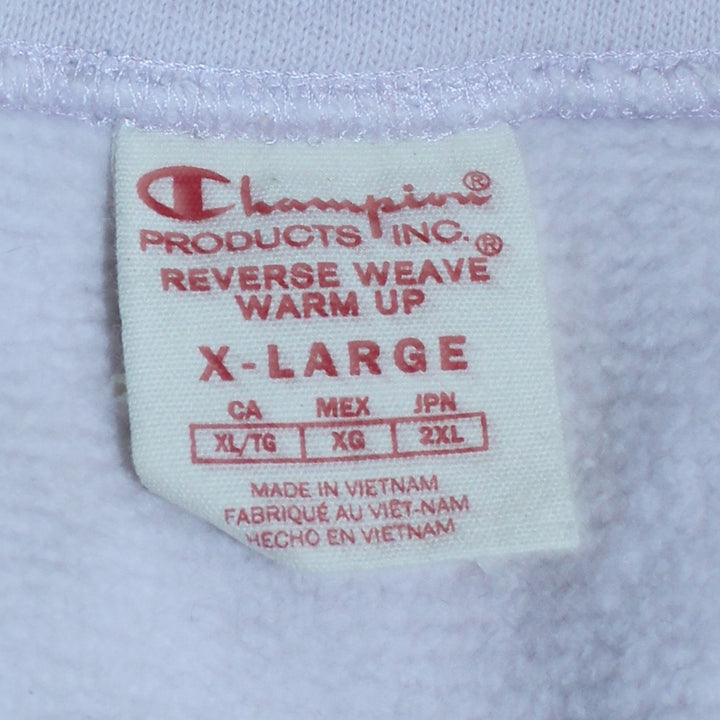 Champion®
PRODUCTS INC.®
REVERSE WEAVE
WARM UP
X-LARGE
CA MEX JPN
XL/TG XG 2XL
MADE IN VIETNAM
FABRIQUÉ AU VIÊT-NAM
HECHO EN VIETNAM